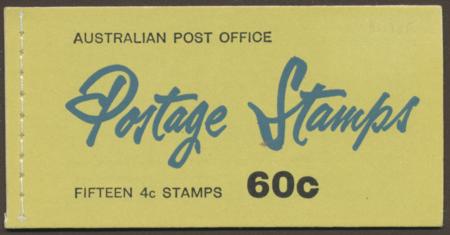 AUSTRALIAN POST OFFICE
Postage Stamps
FIFTEEN 4c STAMPS 60c